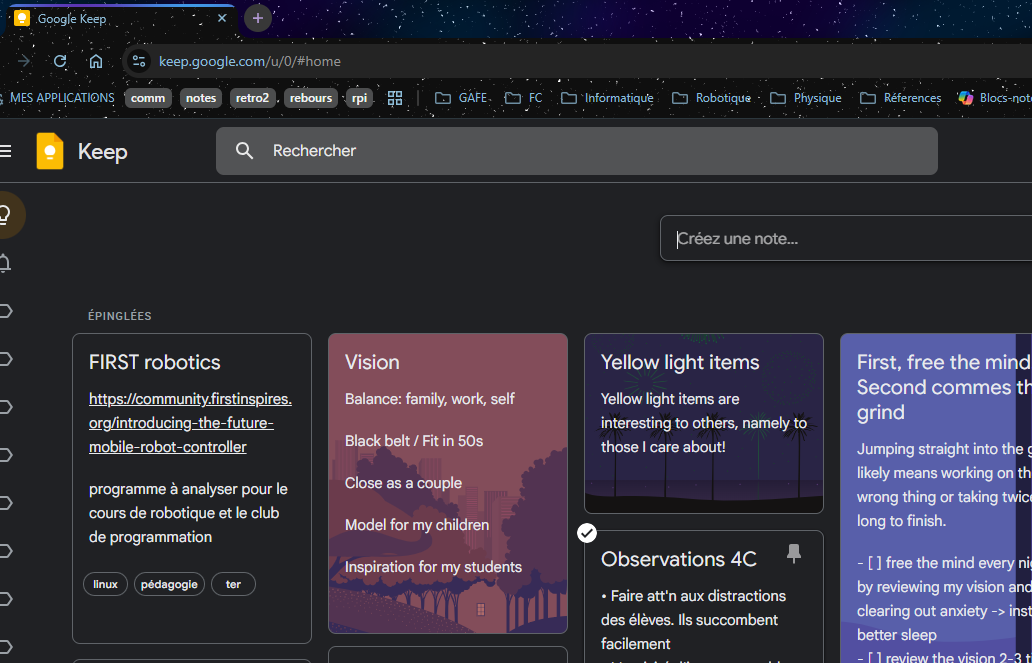 Google Keep
keep.google.com/u/0/#home
MES APPLICATIONS comm notes retro2 rebours rpi GAFE FC Informatique Robotique Physique Réferences Blocs-note
Keep
Rechercher
Créez une note...
ÉPINGLÉES
FIRST robotics
https://community.firstinspires.
org/introducing-the-future-
mobile-robot-controller
programme à analyser pour le
cours de robotique et le club
de programmation
linux pédagogie ter
Vision
Balance: family, work, self
Black belt / Fit in 50s
Close as a couple
Model for my children
Inspiration for my students
Yellow light items
Yellow light items are
interesting to others, namely to
those I care about!
Observations 4C
• Faire att'n aux distractions
des élèves. Ils succombent
facilement
First, free the mind
Second commes th
grind
Jumping straight into the g
likely means working on th
wrong thing or taking twice
long to finish.
- [ ] free the mind every nig
by reviewing my vision and
clearing out anxiety -> inst
better sleep
- [ ] review the vision 2-3 t